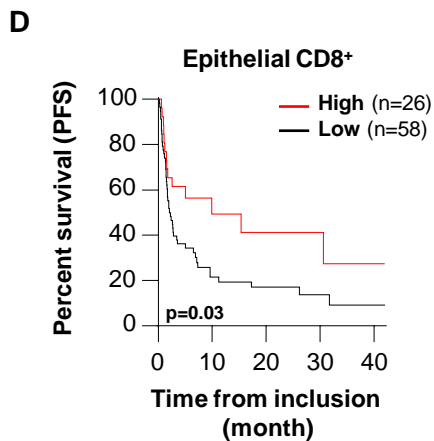 D
Epithelial CD8+
High (n=26)
Low (n=58)
Percent survival (PFS)
100
80
60
40
20
0
p=0.03
0 10 20 30 40
Time from inclusion
(month)